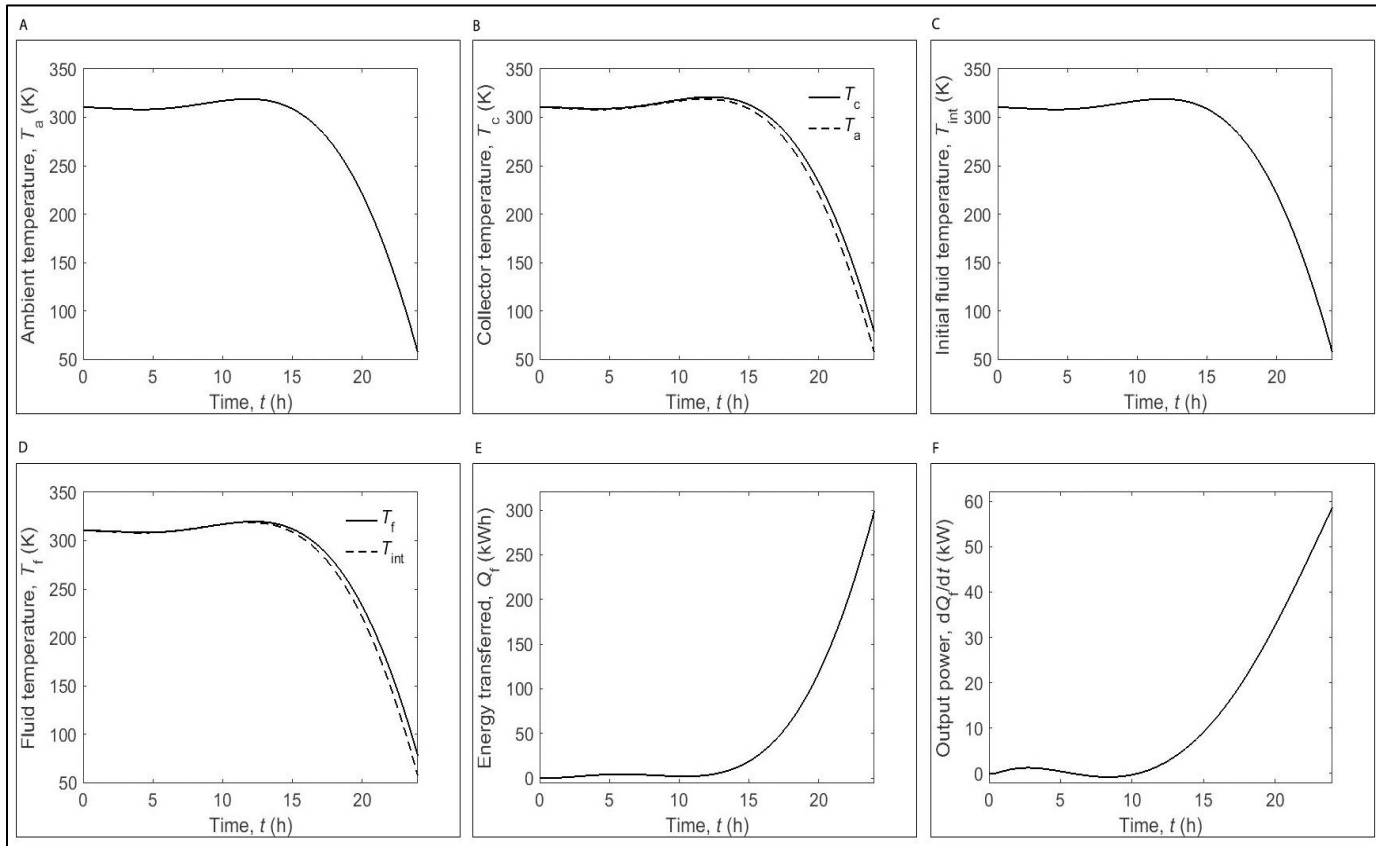 A
350
300
250
200
150
100
50
0 5 10 15 20
Ambient temperature, Ta (K)
Time, t (h)
B
350
300
250
200
150
100
50
0 5 10 15 20
Collector temperature, Tc (K)
Time, t (h)
Tc
Ta
C
350
300
250
200
150
100
50
0 5 10 15 20
Initial fluid temperature, Tint (K)
Time, t (h)
D
350
300
250
200
150
100
50
0 5 10 15 20
Fluid temperature, Tf (K)
Time, t (h)
Tf
Tint
E
300
250
200
150
100
50
0
0 5 10 15 20
Energy transferred, Qf (kWh)
Time, t (h)
F
60
50
40
30
20
10
0
0 5 10 15 20
Output power, dQf/dt (kW)
Time, t (h)